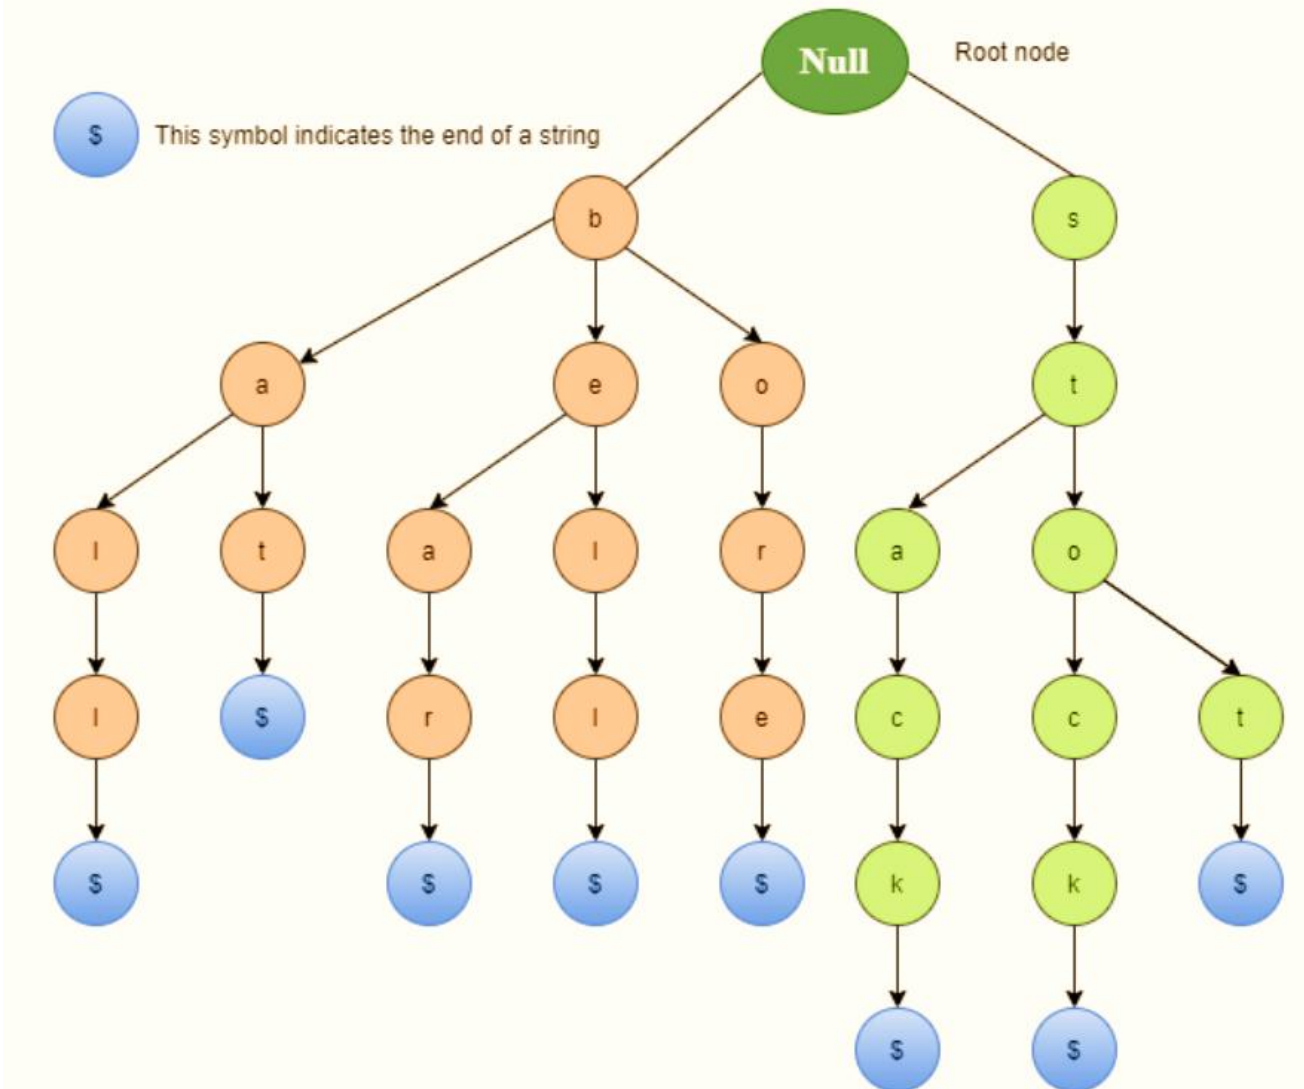 Null Root node
$ This symbol indicates the end of a string
b s
a e o t
l t a l r a o
l $ r l e c c t
$ $ $ $ k k $
$ $